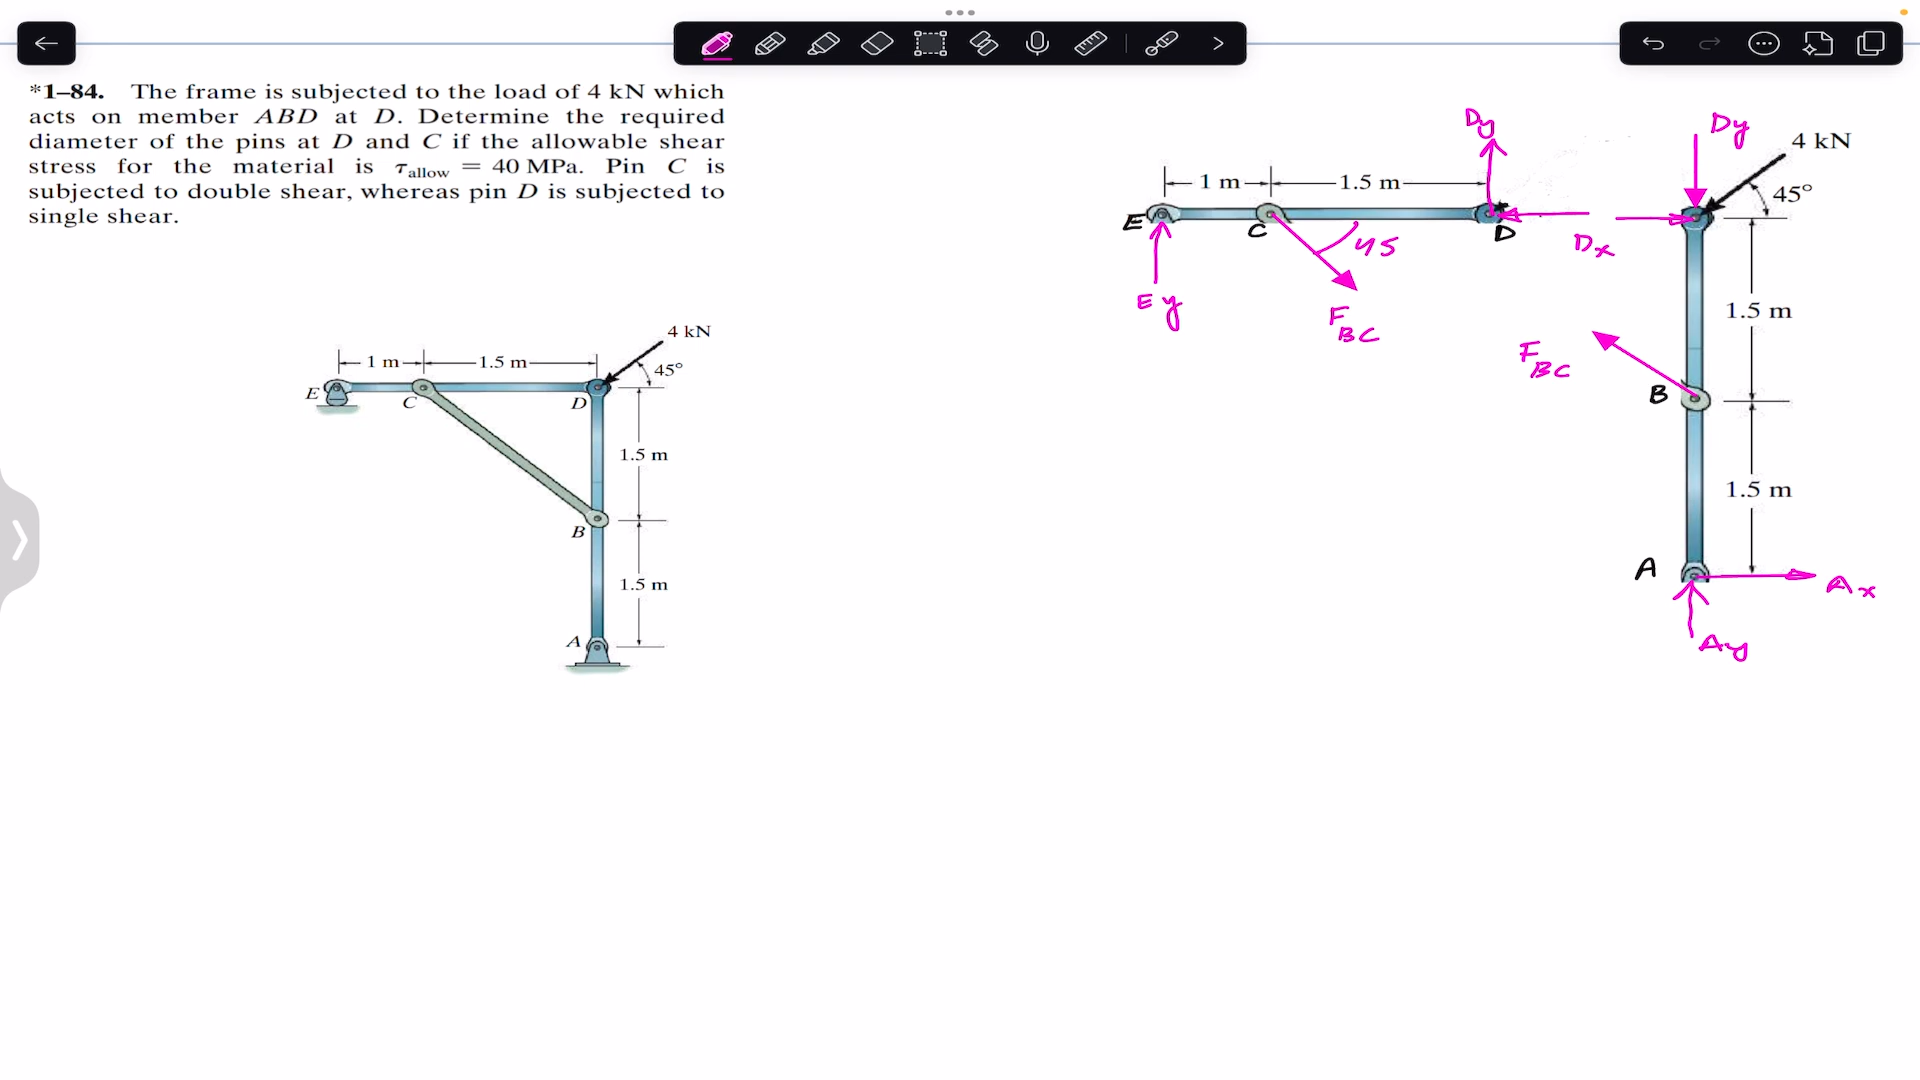 *1–84. The frame is subjected to the load of 4 kN which
acts on member ABD at D. Determine the required
diameter of the pins at D and C if the allowable shear
stress for the material is τallow = 40 MPa. Pin C is
subjected to double shear, whereas pin D is subjected to
single shear.
4 kN
1 m
1.5 m
45°
E
C
D
1.5 m
B
1.5 m
A
Dy
1 m
1.5 m
E
C
D
45
Ey
FBC
Dx
Dy
4 kN
45°
1.5 m
FBC
B
1.5 m
A
Ax
Ay